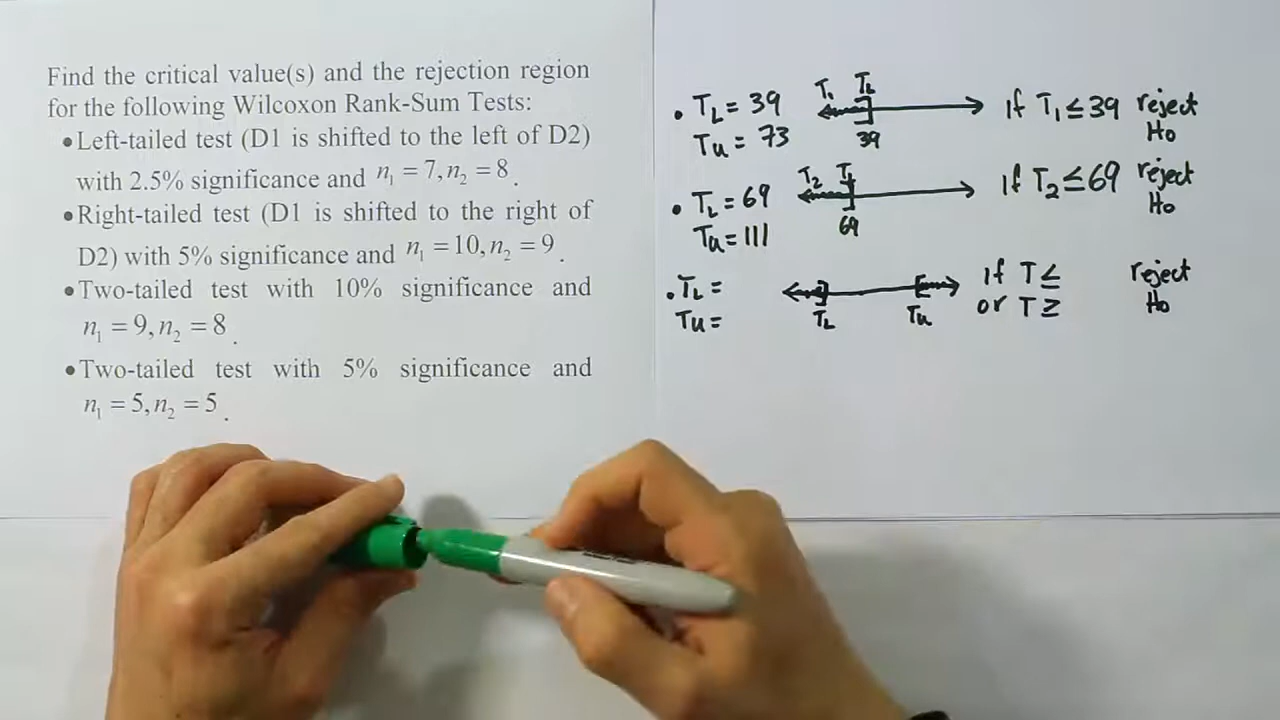 Find the critical value(s) and the rejection region
for the following Wilcoxon Rank-Sum Tests:
•Left-tailed test (D1 is shifted to the left of D2)
with 2.5% significance and n₁ = 7, n₂ = 8.
•Right-tailed test (D1 is shifted to the right of
D2) with 5% significance and n₁ = 10, n₂ = 9.
•Two-tailed test with 10% significance and
n₁ = 9, n₂ = 8.
•Two-tailed test with 5% significance and
n₁ = 5, n₂ = 5.
• TL = 39 T₁ TL If T₁ ≤ 39 reject
Tu = 73 39 Ho
• TL = 69 T₂ If T₂ ≤ 69 reject
Tu = 111 69 Ho
• TL = If T ≤ reject
Tu = TL Tu or T ≥ Ho